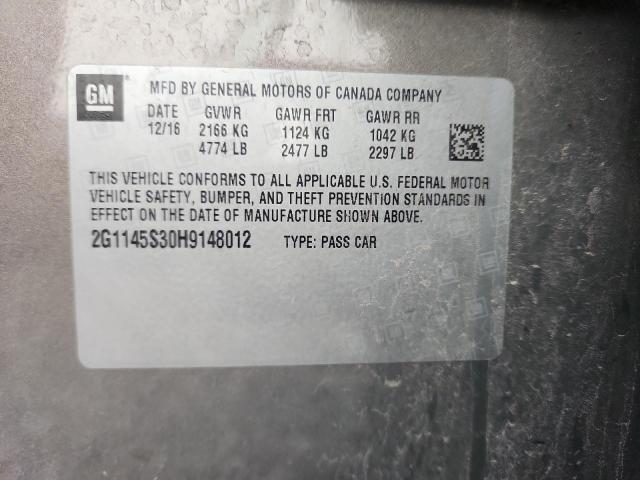 GM
MFD BY GENERAL MOTORS OF CANADA COMPANY
DATE GVWR GAWR FRT GAWR RR
12/16 2166 KG 1124 KG 1042 KG
4774 LB 2477 LB 2297 LB
THIS VEHICLE CONFORMS TO ALL APPLICABLE U.S. FEDERAL MOTOR
VEHICLE SAFETY, BUMPER, AND THEFT PREVENTION STANDARDS IN
EFFECT ON THE DATE OF MANUFACTURE SHOWN ABOVE.
2G1145S30H9148012 TYPE: PASS CAR